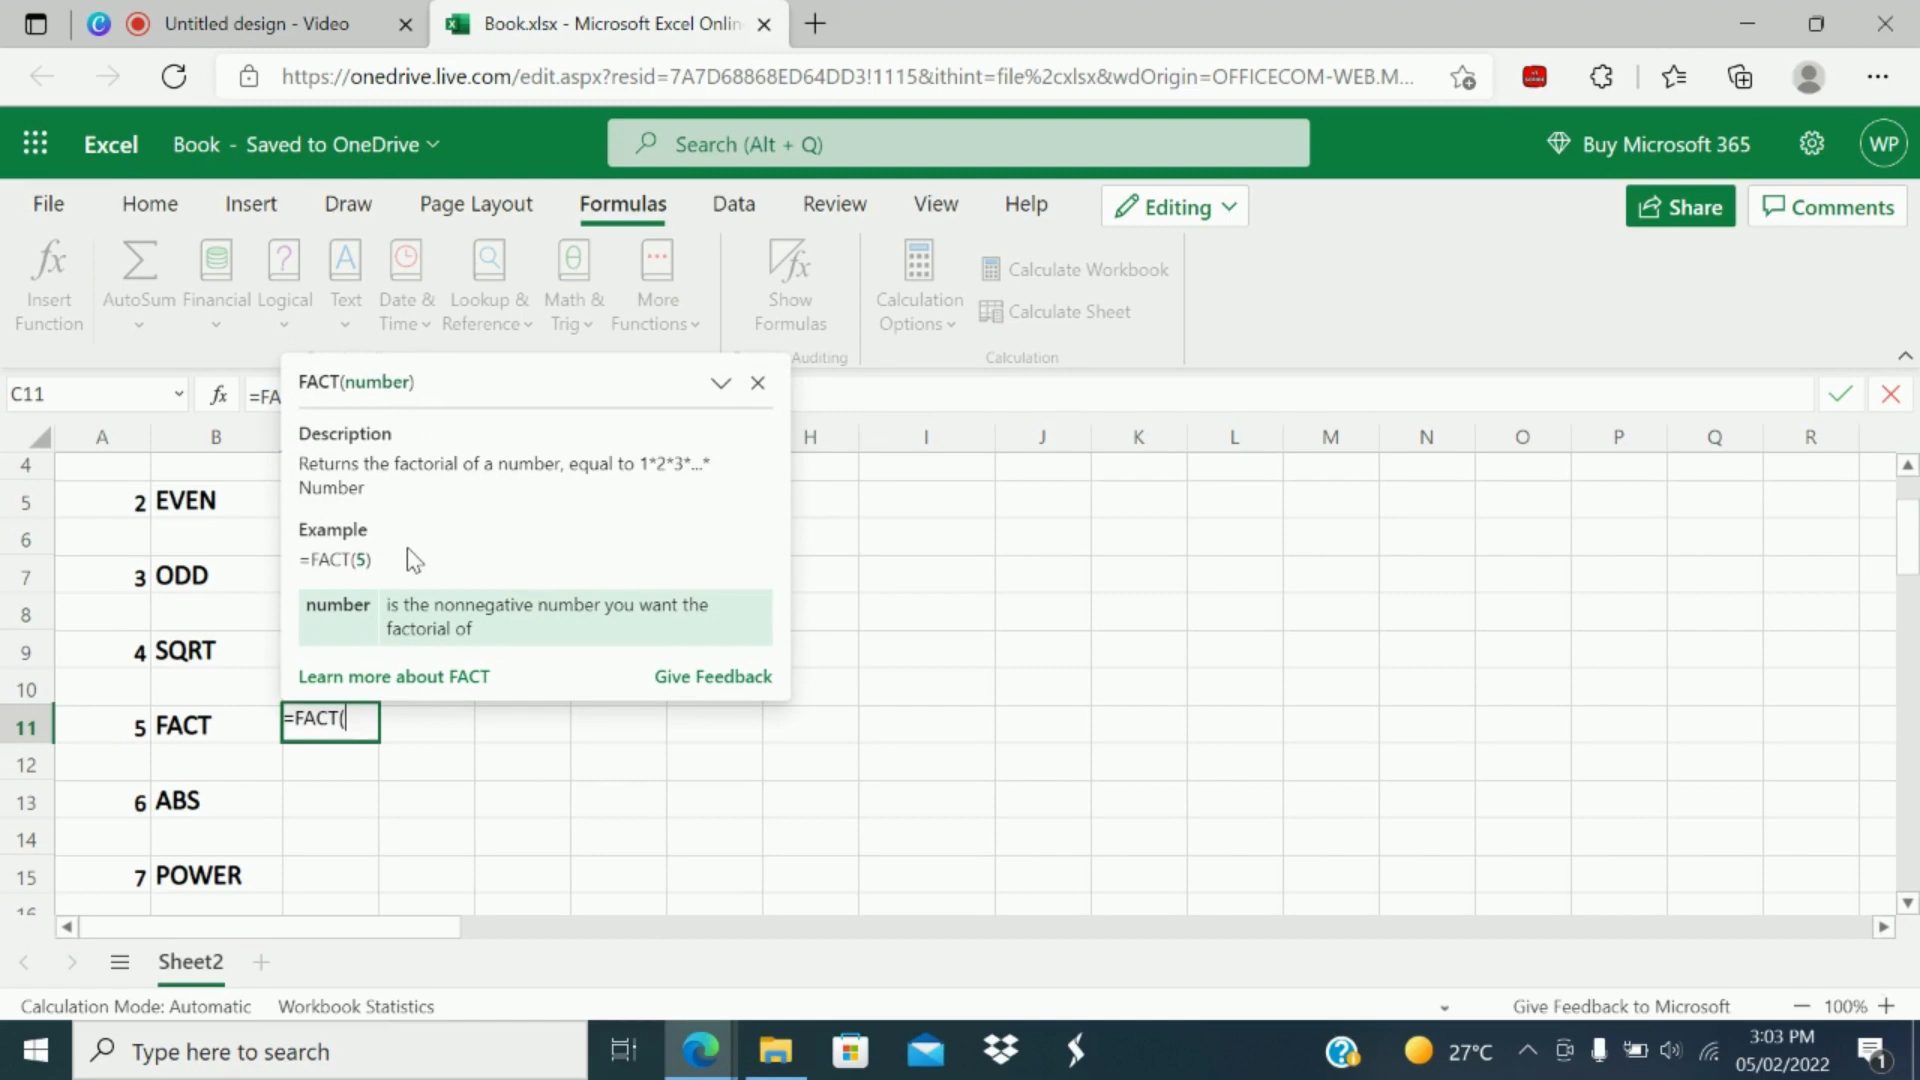 Untitled design - Video
Book.xlsx - Microsoft Excel Onlin
https://onedrive.live.com/edit.aspx?resid=7A7D68868ED64DD3!1115&ithint=file%2cxlsx&wdOrigin=OFFICECOM-WEB.M...
Excel Book - Saved to OneDrive
Search (Alt + Q)
Buy Microsoft 365
WP
File Home Insert Draw Page Layout Formulas Data Review View Help
Editing
Share
Comments
Insert Function
AutoSum
Financial
Logical
Text
Date & Time
Lookup & Reference
Math & Trig
More Functions
Show Formulas
Calculation Options
Calculate Workbook
Calculate Sheet
Auditing
Calculation
C11
fx
=FA
FACT(number)
Description
Returns the factorial of a number, equal to 1*2*3*...*
Number
Example
=FACT(5)
number is the nonnegative number you want the
factorial of
Learn more about FACT Give Feedback
A B H I J K L M N O P Q R
4
5 2 EVEN
6
7 3 ODD
8
9 4 SQRT
10
11 5 FACT =FACT(
12
13 6 ABS
14
15 7 POWER
16
Sheet2
Calculation Mode: Automatic Workbook Statistics
Give Feedback to Microsoft
100%
Type here to search
27°C
3:03 PM
05/02/2022
1